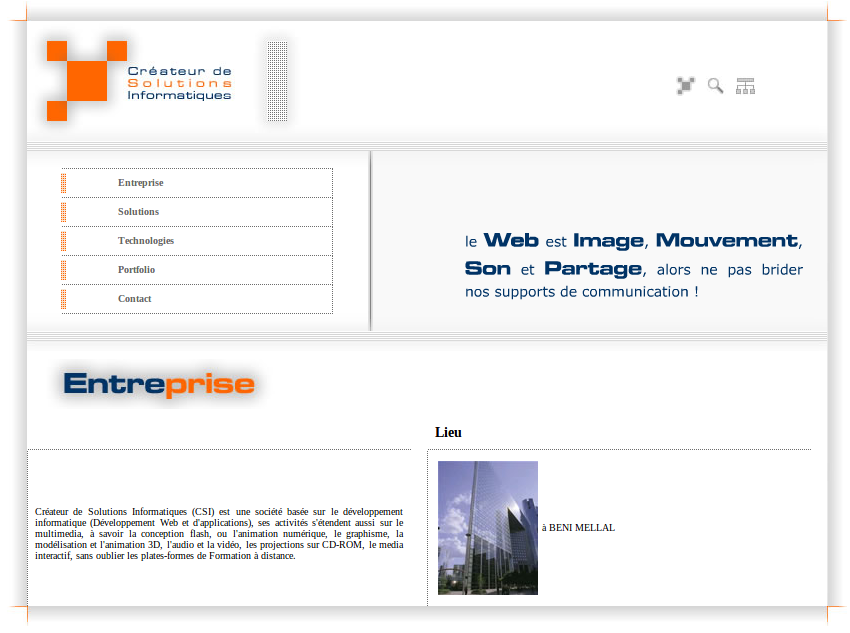 Créateur de
Solutions
Informatiques
Entreprise
Solutions
Technologies
Portfolio
Contact
le Web est Image, Mouvement,
Son et Partage, alors ne pas brider
nos supports de communication !
Entreprise
Lieu
Créateur de Solutions Informatiques (CSI) est une société basée sur le développement
informatique (Développement Web et d'applications), ses activités s'étendent aussi sur le
multimedia, à savoir la conception flash, ou l'animation numérique, le graphisme, la
modélisation et l'animation 3D, l'audio et la vidéo, les projections sur CD-ROM, le media
interactif, sans oublier les plates-formes de Formation à distance.
à BENI MELLAL